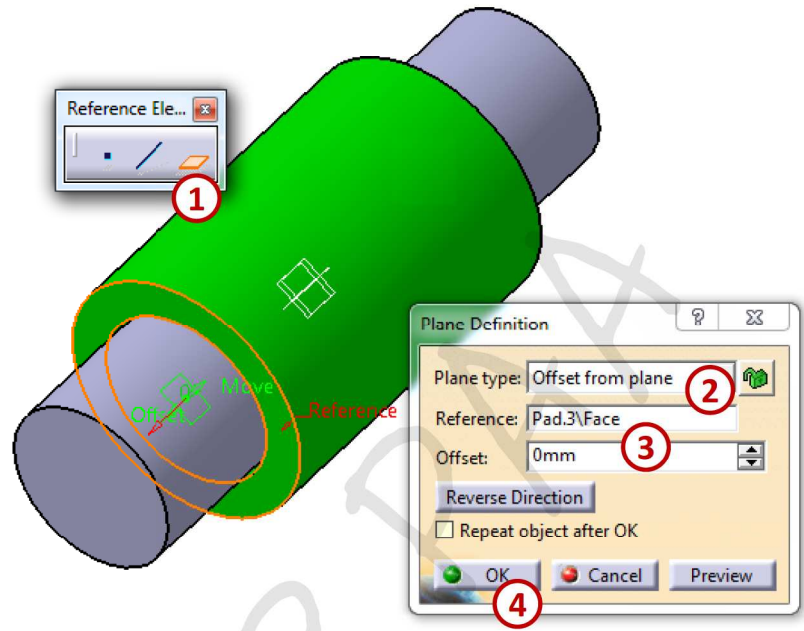 Reference Ele...
1
Move
Offset
Reference
Plane Definition
Plane type: Offset from plane
2
Reference: Pad.3\Face
Offset: 0mm
3
Reverse Direction
Repeat object after OK
OK
Cancel
Preview
4